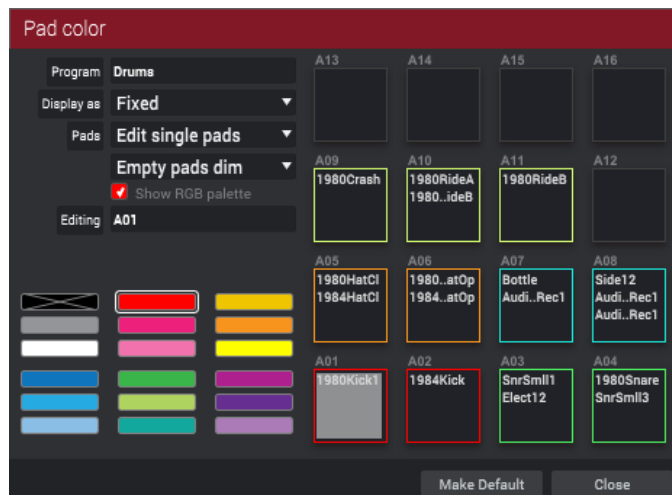 Pad color
Program Drums
Display as Fixed
Pads Edit single pads
Empty pads dim
Show RGB palette
Editing A01
A13 A14 A15 A16
A09 A10 A11 A12
1980Crash 1980RideA 1980RideB
1980..ideB
A05 A06 A07 A08
1980HatCl 1980..atOp Bottle Side12
1984HatCl 1984..atOp Audi..Rec1 Audi..Rec1
Audi..Rec1
A01 A02 A03 A04
1980Kick1 1984Kick SnrSmll1 1980Snare
Elect12 SnrSmll3
Make Default Close